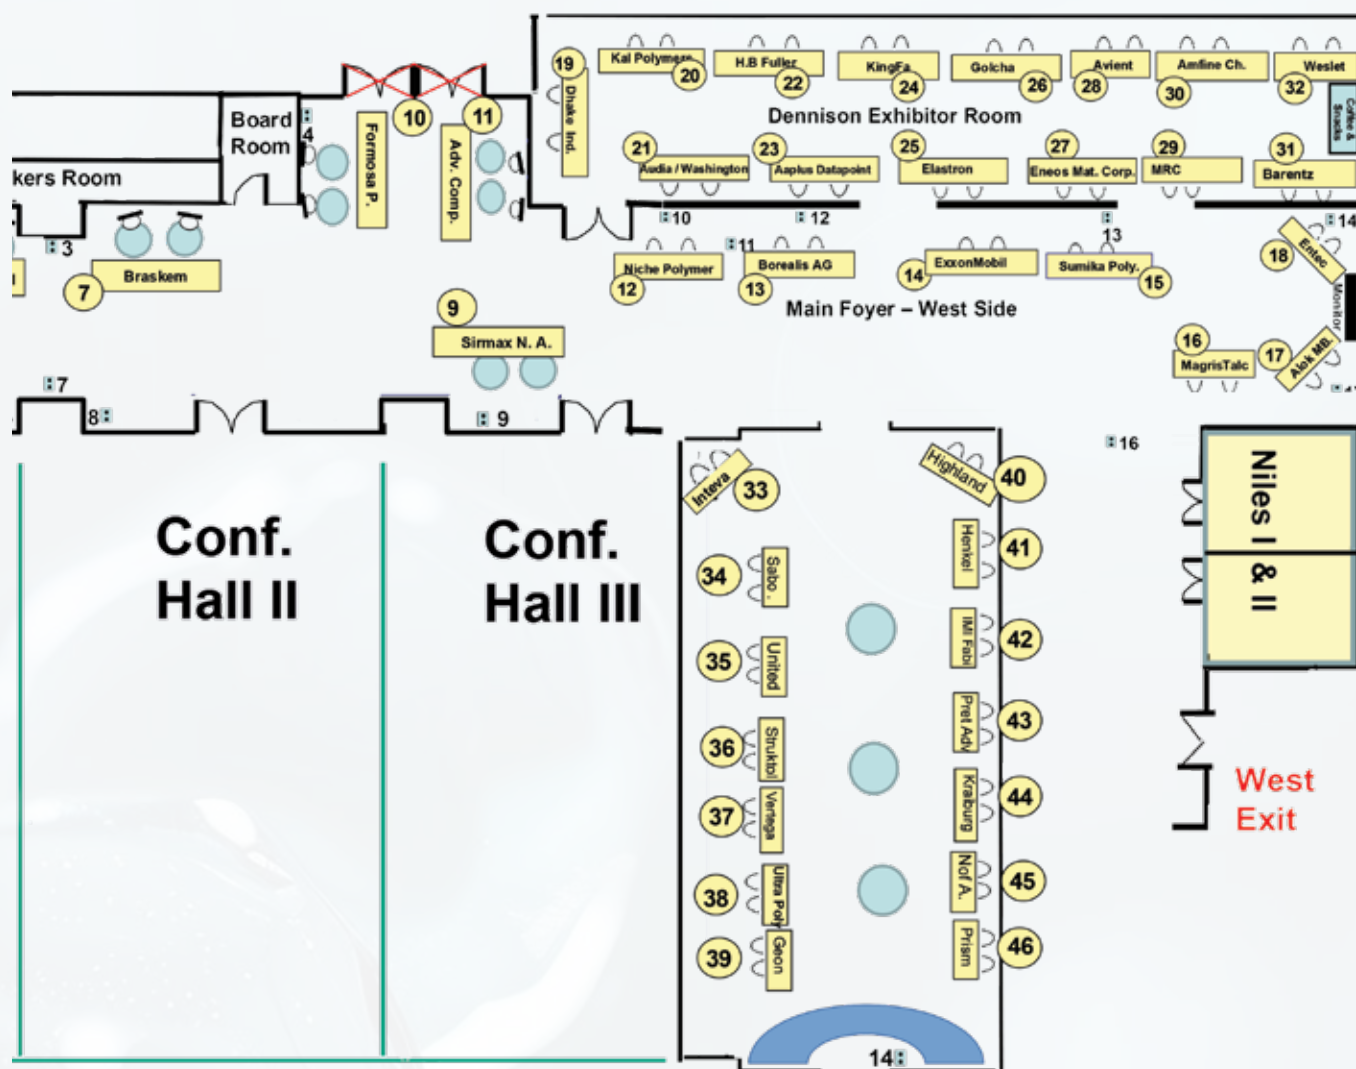 19
Kal Polymers
20
H.B Fuller
22
KingFa
24
Golcha
26
Avient
28
Amfine Ch.
30
Weslet
32
Dhake Ind.
Coffee &
Snacks
Dennison Exhibitor Room
21
Audia / Washington
23
Aaplus Datapoint
25
Elastron
27
Eneos Mat. Corp.
29
MRC
31
Barentz
Board
Room
4
Formosa P.
10
11
Adv. Comp.
kers Room
3
7
Braskem
9
Sirmax N. A.
10
12
13
14
11
Niche Polymer
12
Borealis AG
13
ExxonMobil
14
Sumika Poly.
15
18
Entec
Monitor
Main Foyer – West Side
16
MagrisTalc
17
Alok MB.
7
8
9
16
Conf.
Hall II
Conf.
Hall III
Inteva
33
Sabo .
34
United
35
Struktol
36
Vertega
37
Ultra Poly
38
Geon
39
Highland
40
Henkel
41
IMI Fabi
42
Pret Adv
43
Kraiburg
44
Nof A.
45
Prism
46
14
Niles I & II
West
Exit